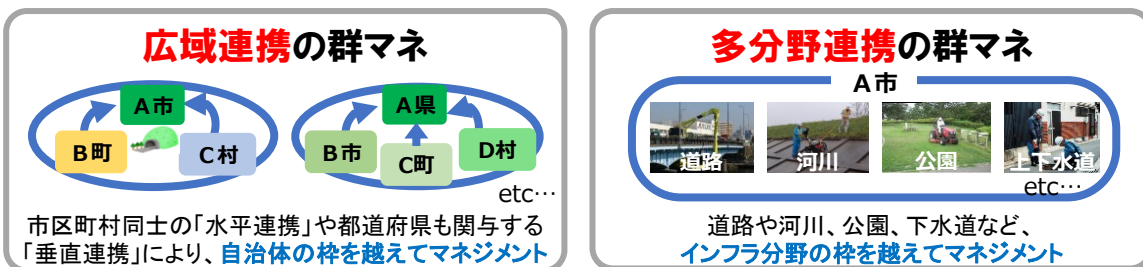 広域連携の群マネ
A市
B町
C村
A県
B市
C町
D村
etc…
市区町村同士の「水平連携」や都道府県も関与する
「垂直連携」により、自治体の枠を越えてマネジメント
多分野連携の群マネ
A市
道路
河川
公園
上下水道
etc…
道路や河川、公園、下水道など、
インフラ分野の枠を越えてマネジメント